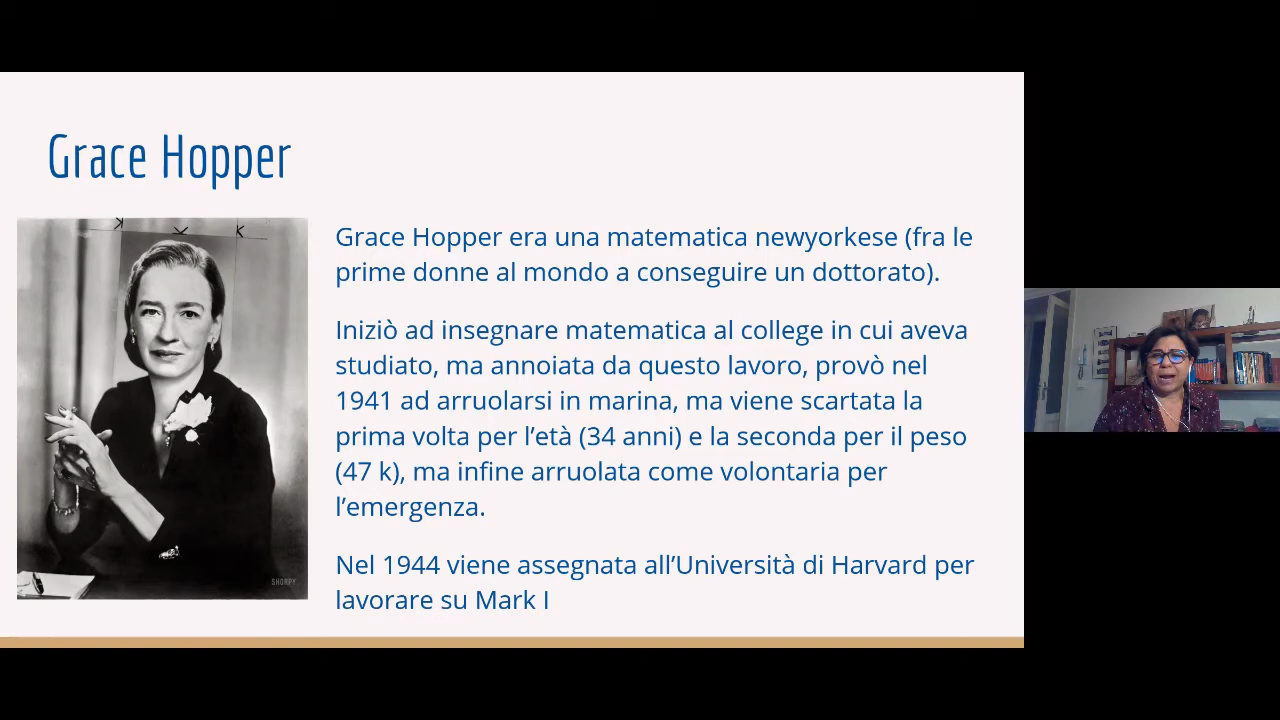 Grace Hopper
Grace Hopper era una matematica newyorkese (fra le
prime donne al mondo a conseguire un dottorato).
Iniziò ad insegnare matematica al college in cui aveva
studiato, ma annoiata da questo lavoro, provò nel
1941 ad arruolarsi in marina, ma viene scartata la
prima volta per l’età (34 anni) e la seconda per il peso
(47 k), ma infine arruolata come volontaria per
l’emergenza.
Nel 1944 viene assegnata all’Università di Harvard per
lavorare su Mark I
SHORPY